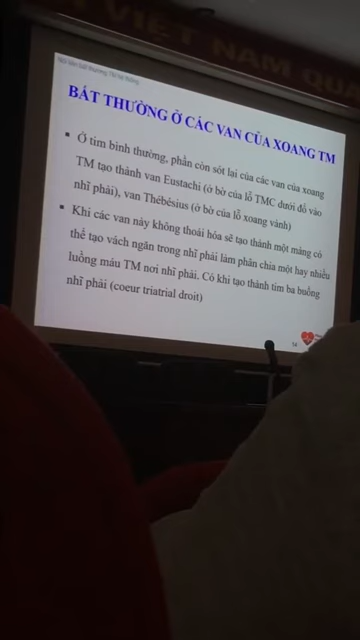 VIỆT NAM QUA
BẤT THƯỜNG Ở CÁC VAN CỦA XOANG TM
▪ Ở tim bình thường, phần còn sót lại của các van của xoang
TM tạo thành van Eustachi (ở bờ của lỗ TMC dưới đổ vào
nhĩ phải), van Thébésius (ở bờ của lỗ xoang vành)
▪ Khi các van này không thoái hóa sẽ tạo thành một màng có
thể tạo vách ngăn trong nhĩ phải làm phân chia một hay nhiều
luồng máu TM nơi nhĩ phải. Có khi tạo thành tim ba buồng
nhĩ phải (coeur triatrial droit)